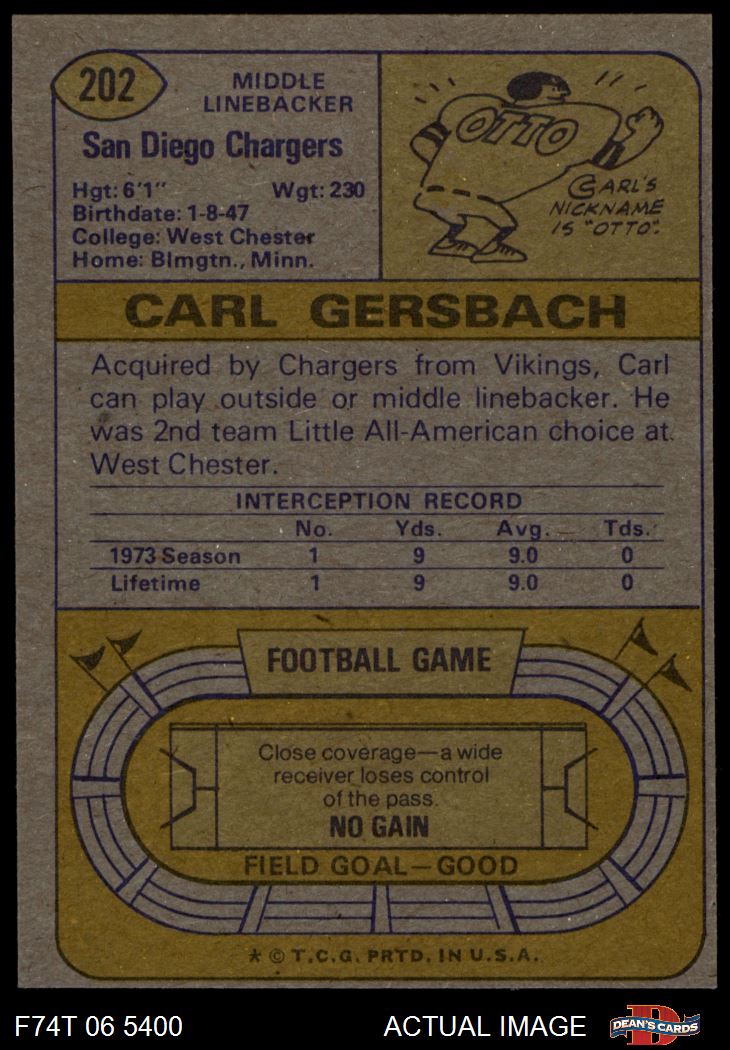 202
MIDDLE
LINEBACKER
San Diego Chargers
Hgt: 6'1" Wgt: 230
Birthdate: 1-8-47
College: West Chester
Home: Blmgtn., Minn.
OTTO
CARL'S
NICKNAME
IS "OTTO".
CARL GERSBACH
Acquired by Chargers from Vikings, Carl
can play outside or middle linebacker. He
was 2nd team Little All-American choice at
West Chester.
INTERCEPTION RECORD
No. Yds. Avg. Tds.
1973 Season 1 9 9.0 0
Lifetime 1 9 9.0 0
FOOTBALL GAME
Close coverage—a wide
receiver loses control
of the pass.
NO GAIN
FIELD GOAL—GOOD
* © T.C.G. PRTD. IN U.S.A.
F74T 06 5400 ACTUAL IMAGE
D
DEAN'S CARDS